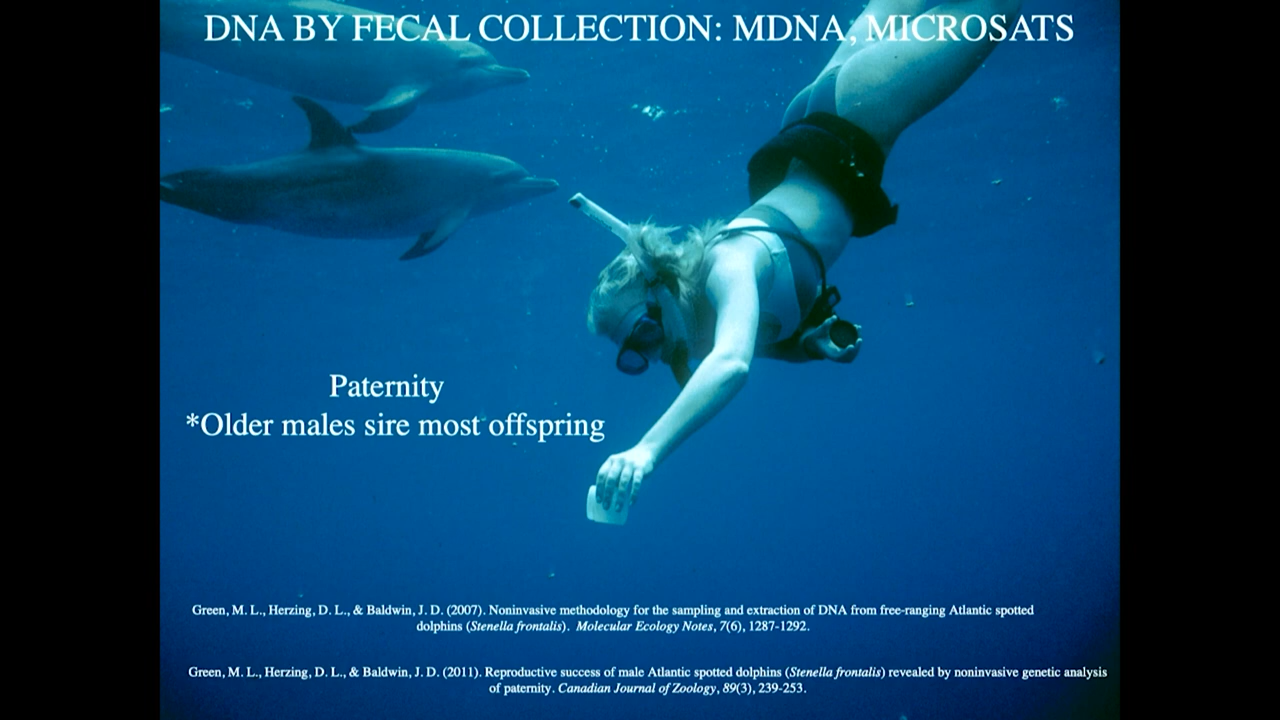 DNA BY FECAL COLLECTION: MDNA, MICROSATS
Paternity
*Older males sire most offspring
Green, M. L., Herzing, D. L., & Baldwin, J. D. (2007). Noninvasive methodology for the sampling and extraction of DNA from free-ranging Atlantic spotted
dolphins (Stenella frontalis). Molecular Ecology Notes, 7(6), 1287-1292.
Green, M. L., Herzing, D. L., & Baldwin, J. D. (2011). Reproductive success of male Atlantic spotted dolphins (Stenella frontalis) revealed by noninvasive genetic analysis
of paternity. Canadian Journal of Zoology, 89(3), 239-253.